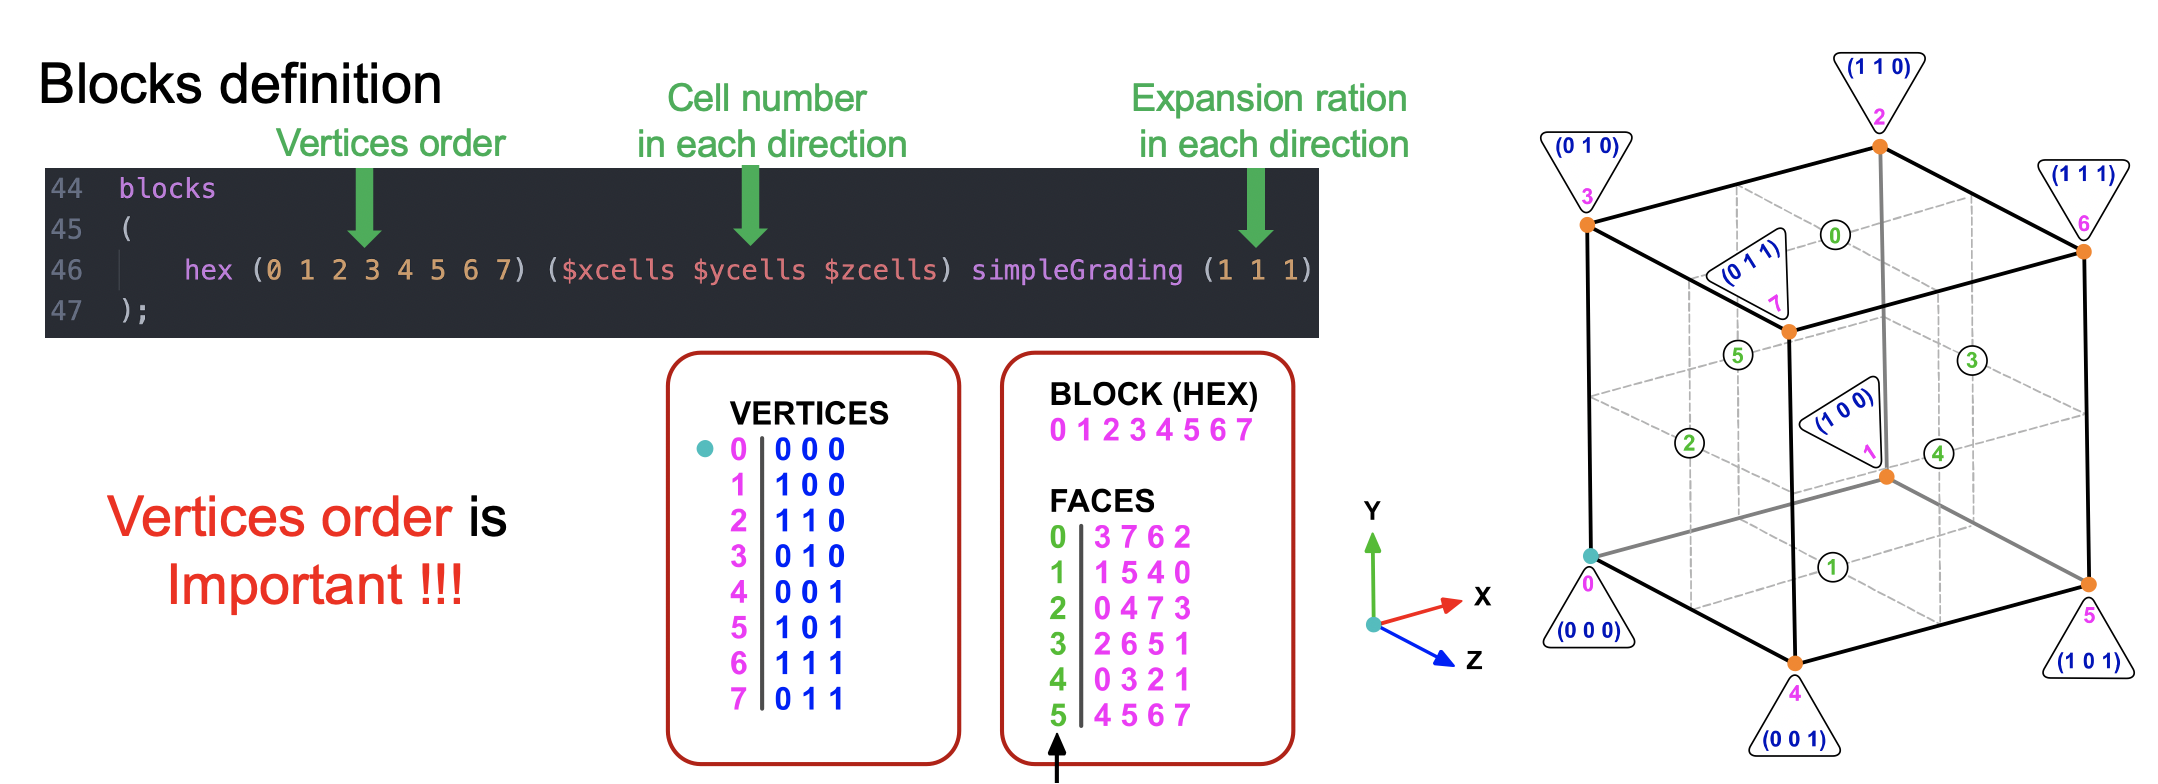 Blocks definition
Vertices order
Cell number
in each direction
Expansion ration
in each direction
44 blocks
45 (
46 hex (0 1 2 3 4 5 6 7) ($xcells $ycells $zcells) simpleGrading (1 1 1)
47 );
Vertices order is
Important !!!
VERTICES
0 0 0 0
1 1 0 0
2 1 1 0
3 0 1 0
4 0 0 1
5 1 0 1
6 1 1 1
7 0 1 1
BLOCK (HEX)
0 1 2 3 4 5 6 7
FACES
0 3 7 6 2
1 1 5 4 0
2 0 4 7 3
3 2 6 5 1
4 0 3 2 1
5 4 5 6 7
Y
X
Z
(1 1 0)
2
(0 1 0)
3
(1 1 1)
6
(0 1 1)
7
0
5
3
(1 0 0)
1
2
4
1
0
(0 0 0)
5
(1 0 1)
4
(0 0 1)